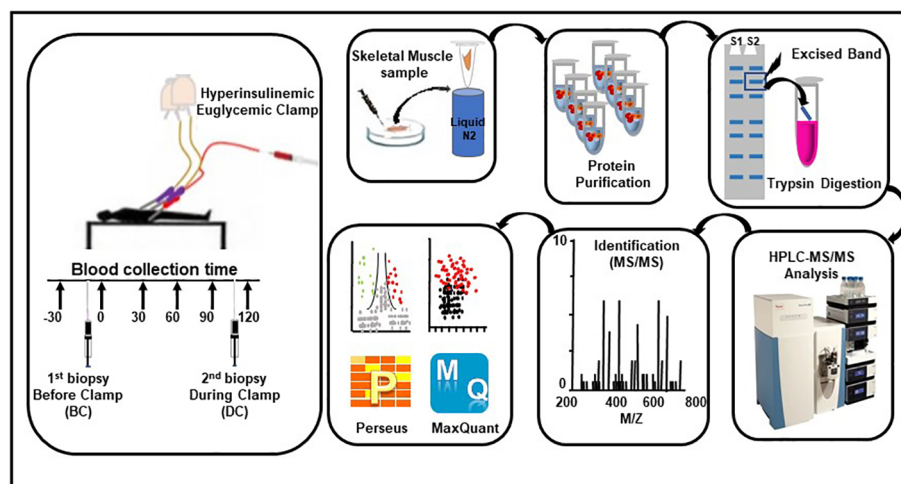 Hyperinsulinemic
Euglycemic Clamp
Blood collection time
-30 0 30 60 90 120
1st biopsy
Before Clamp
(BC)
2nd biopsy
During Clamp
(DC)
Skeletal Muscle
sample
Liquid
N2
Protein
Purification
S1 S2
Excised Band
Trypsin Digestion
HPLC-MS/MS
Analysis
Identification
(MS/MS)
10
5
0
200 400 600 800
M/Z
P
Perseus
M
Q
MaxQuant